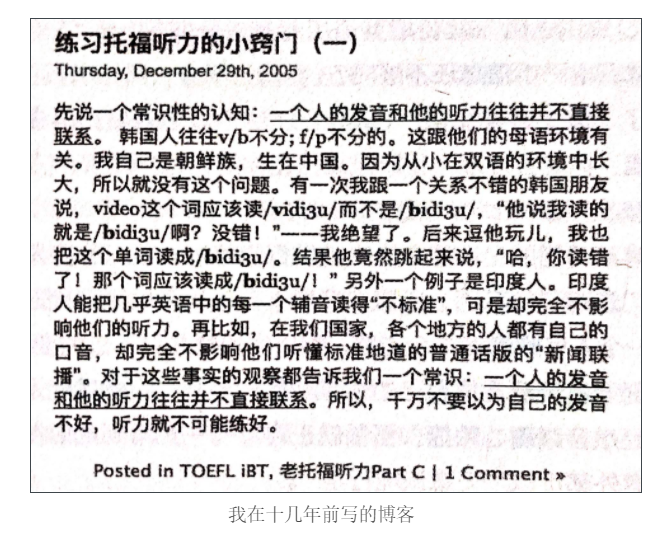 练习托福听力的小窍门（一）
Thursday, December 29th, 2005
先说一个常识性的认知：一个人的发音和他的听力往往并不直接
联系。 韩国人往往v/b不分; f/p不分的。这跟他们的母语环境有
关。我自己是朝鲜族，生在中国。因为从小在双语的环境中长
大，所以就没有这个问题。有一次我跟一个关系不错的韩国朋友
说，video这个词应该读/vidiʒu/而不是/bidiʒu/，“他说我读的
就是/bidiʒu/啊？没错！”——我绝望了。后来逗他玩儿，我也
把这个单词读成/bidiʒu/。结果他竟然跳起来说，“哈，你读错
了！那个词应该读成/bidiʒu/！”另外一个例子是印度人。印度
人能把几乎英语中的每一个辅音读得“不标准”，可是却完全不影
响他们的听力。再比如，在我们国家，各个地方的人都有自己的
口音，却完全不影响他们听懂标准地道的普通话版的“新闻联
播”。对于这些事实的观察都告诉我们一个常识：一个人的发音
和他的听力往往并不直接联系。所以，千万不要以为自己的发音
不好，听力就不可能练好。
Posted in TOEFL iBT, 老托福听力Part C | 1 Comment »
我在十几年前写的博客